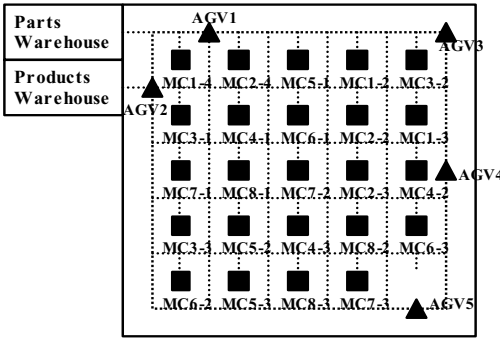 AGV1
Parts
Warehouse
AGV3
MC1-4 MC2-4 MC5-1 MC1-2 MC3-2
Products
Warehouse
AGV2
MC3-1 MC4-1 MC6-1 MC2-2 MC1-3
AGV4
MC7-1 MC8-1 MC7-2 MC2-3 MC4-2
MC3-3 MC5-2 MC4-3 MC8-2 MC6-3
MC6-2 MC5-3 MC8-3 MC7-3 AGV5